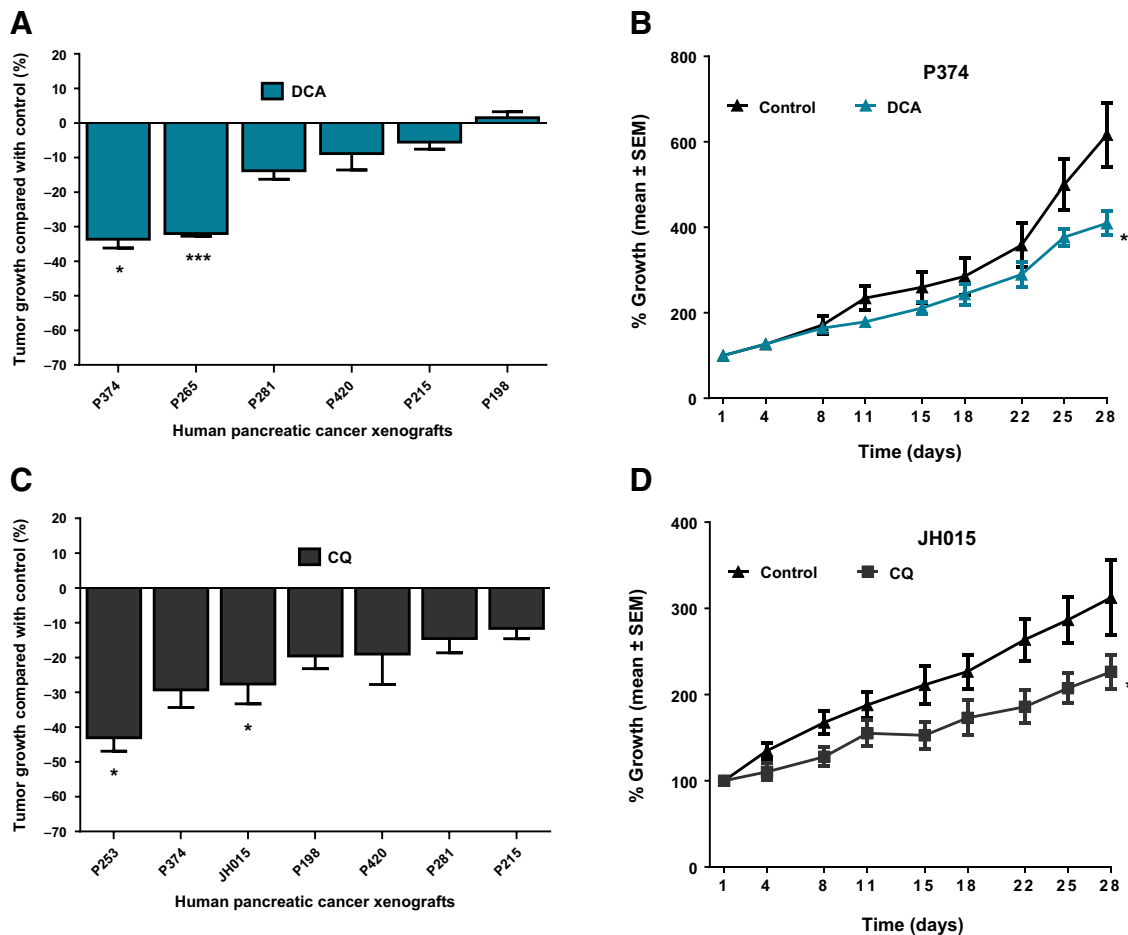 A
Tumor growth compared with control (%)
20
10
0
–10
–20
–30
–40
–50
–60
–70
DCA
*
***
P374
P265
P281
P420
P215
P198
Human pancreatic cancer xenografts
B
% Growth (mean ± SEM)
800
600
400
200
0
P374
Control
DCA
*
1 4 8 11 15 18 22 25 28
Time (days)
C
Tumor growth compared with control (%)
20
10
0
–10
–20
–30
–40
–50
–60
–70
CQ
*
*
P253
P374
JH015
P198
P420
P281
P215
Human pancreatic cancer xenografts
D
% Growth (mean ± SEM)
400
300
200
100
0
JH015
Control
CQ
*
1 4 8 11 15 18 22 25 28
Time (days)